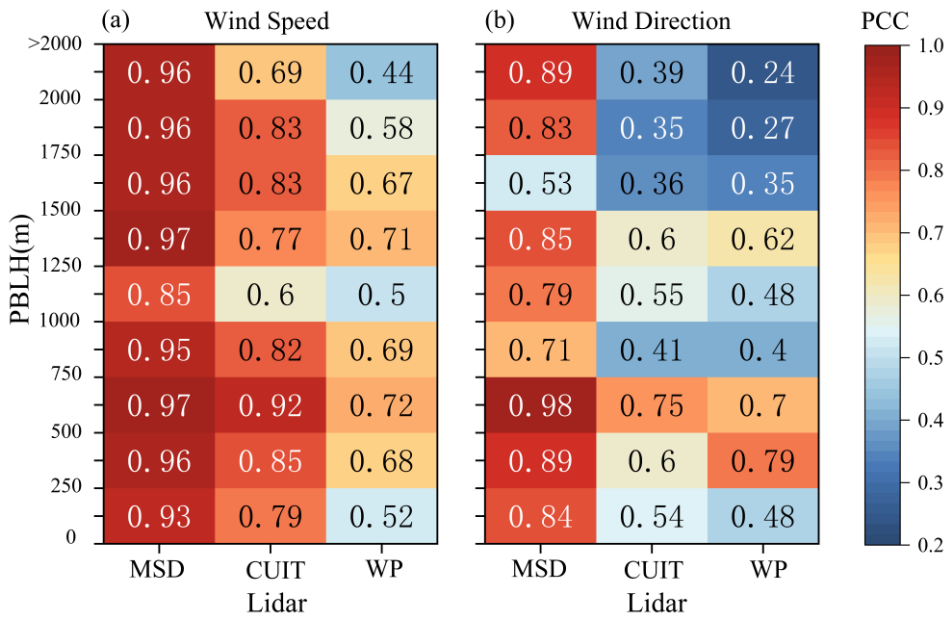 (a) Wind Speed (b) Wind Direction PCC
>2000 1.0
0.96 0.69 0.44 0.89 0.39 0.24
2000 0.9
0.96 0.83 0.58 0.83 0.35 0.27
1750
0.96 0.83 0.67 0.53 0.36 0.35 0.8
1500
0.97 0.77 0.71 0.85 0.6 0.62 0.7
1250
PBLH(m) 0.85 0.6 0.5 0.79 0.55 0.48 0.6
1000
0.95 0.82 0.69 0.71 0.41 0.4 0.5
750
0.97 0.92 0.72 0.98 0.75 0.7 0.4
500
0.96 0.85 0.68 0.89 0.6 0.79
250 0.3
0.93 0.79 0.52 0.84 0.54 0.48
0 0.2
MSD CUIT WP MSD CUIT WP
Lidar Lidar